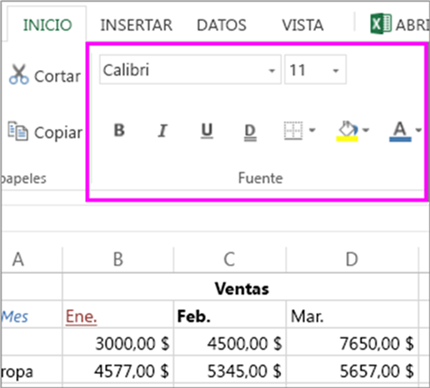 INICIO INSERTAR DATOS VISTA ABRI
Cortar Calibri 11
Copiar B I U D A
papeles Fuente
A B C D
Ventas
Mes Ene. Feb. Mar.
3000,00 $ 4500,00 $ 7650,00 $
ropa 4577,00 $ 5345,00 $ 5657,00 $